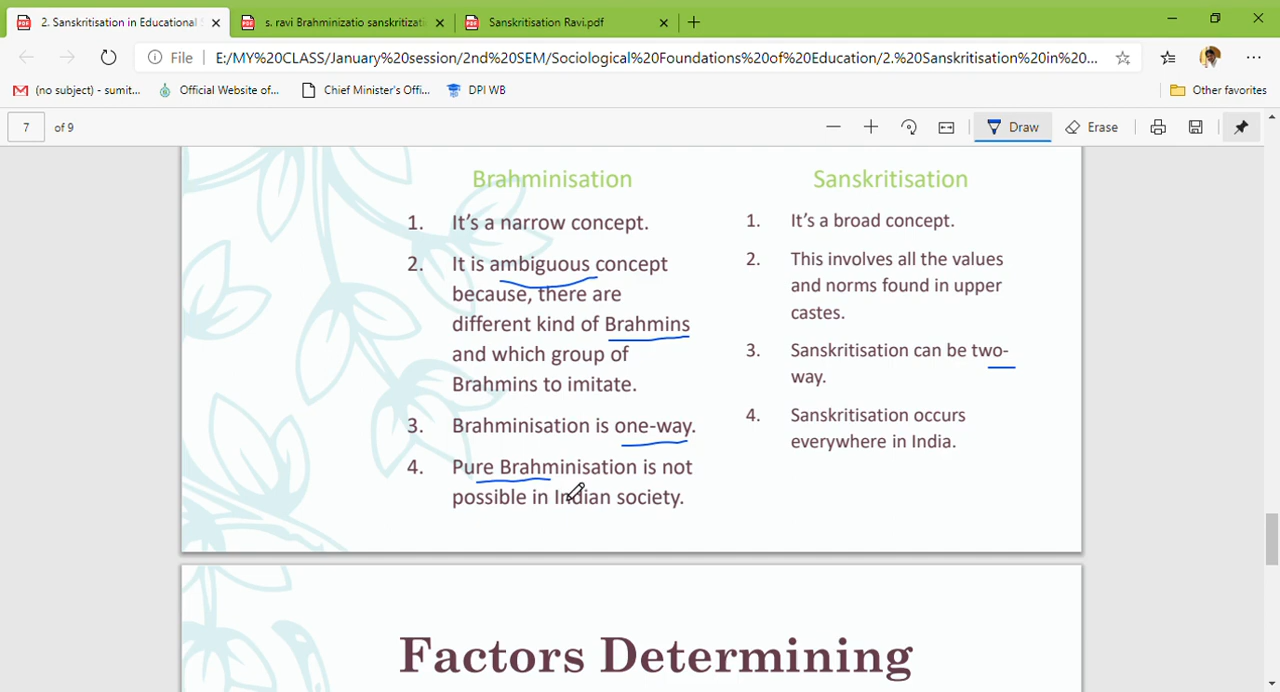 2. Sanskritisation in Educational
s. ravi Brahminizatio sanskritizati
Sanskritisation Ravi.pdf
File
E:/MY%20CLASS/January%20session/2nd%20SEM/Sociological%20Foundations%20of%20Education/2.%20Sanskritisation%20in%20...
(no subject) - sumit...
Official Website of...
Chief Minister's Offi...
DPI WB
Other favorites
7 of 9
Draw
Erase
Brahminisation
1. It's a narrow concept.
2. It is ambiguous concept
because, there are
different kind of Brahmins
and which group of
Brahmins to imitate.
3. Brahminisation is one-way.
4. Pure Brahminisation is not
possible in Indian society.
Sanskritisation
1. It's a broad concept.
2. This involves all the values
and norms found in upper
castes.
3. Sanskritisation can be two-
way.
4. Sanskritisation occurs
everywhere in India.
Factors Determining